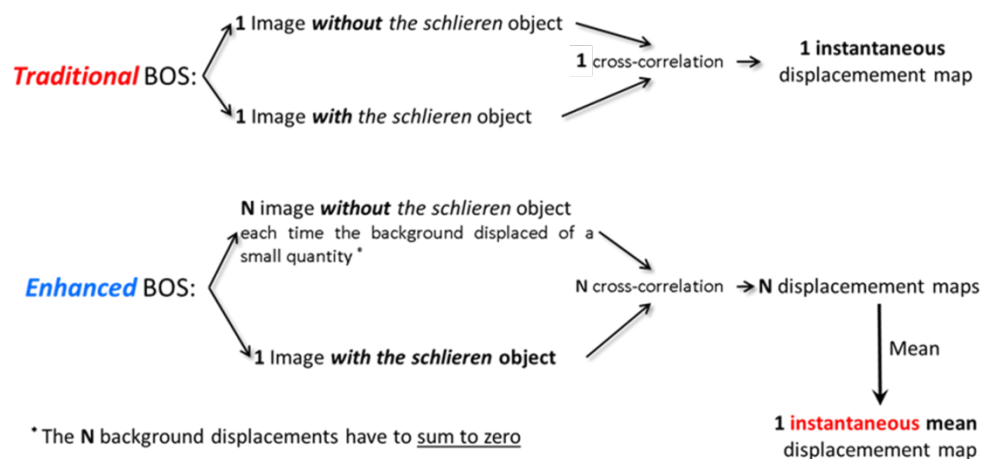 1 Image without the schlieren object
Traditional BOS:
1 cross-correlation
1 instantaneous
displacemement map
1 Image with the schlieren object
N image without the schlieren object
each time the background displaced of a
small quantity *
Enhanced BOS:
N cross-correlation
N displacemement maps
1 Image with the schlieren object
Mean
1 instantaneous mean
displacemement map
* The N background displacements have to sum to zero